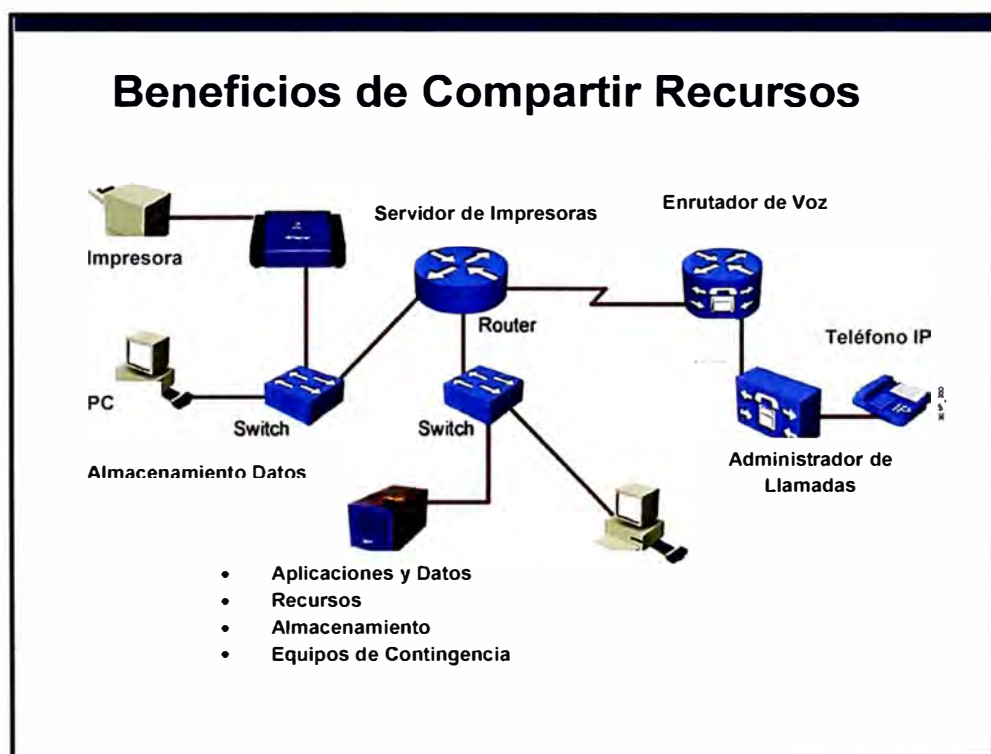 Beneficios de Compartir Recursos
Servidor de Impresoras
Enrutador de Voz
Impresora
Router
Teléfono IP
PC
Switch
Switch
IP
Almacenamiento Datos
Administrador de
Llamadas
• Aplicaciones y Datos
• Recursos
• Almacenamiento
• Equipos de Contingencia